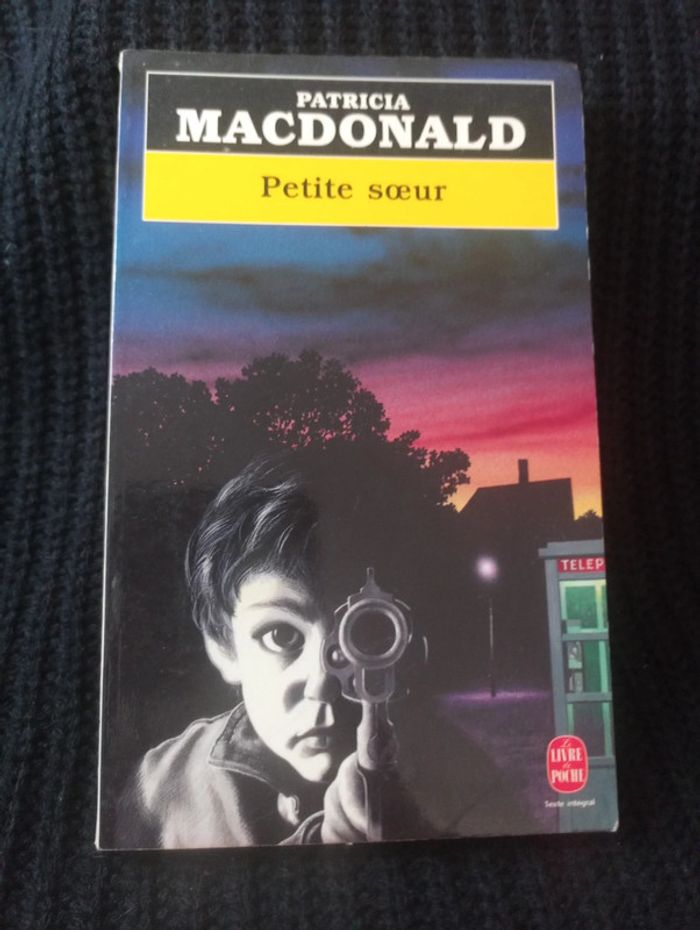 PATRICIA
MACDONALD
Petite sœur
TELEP
Le
LIVRE
de
POCHE
Texte intégral